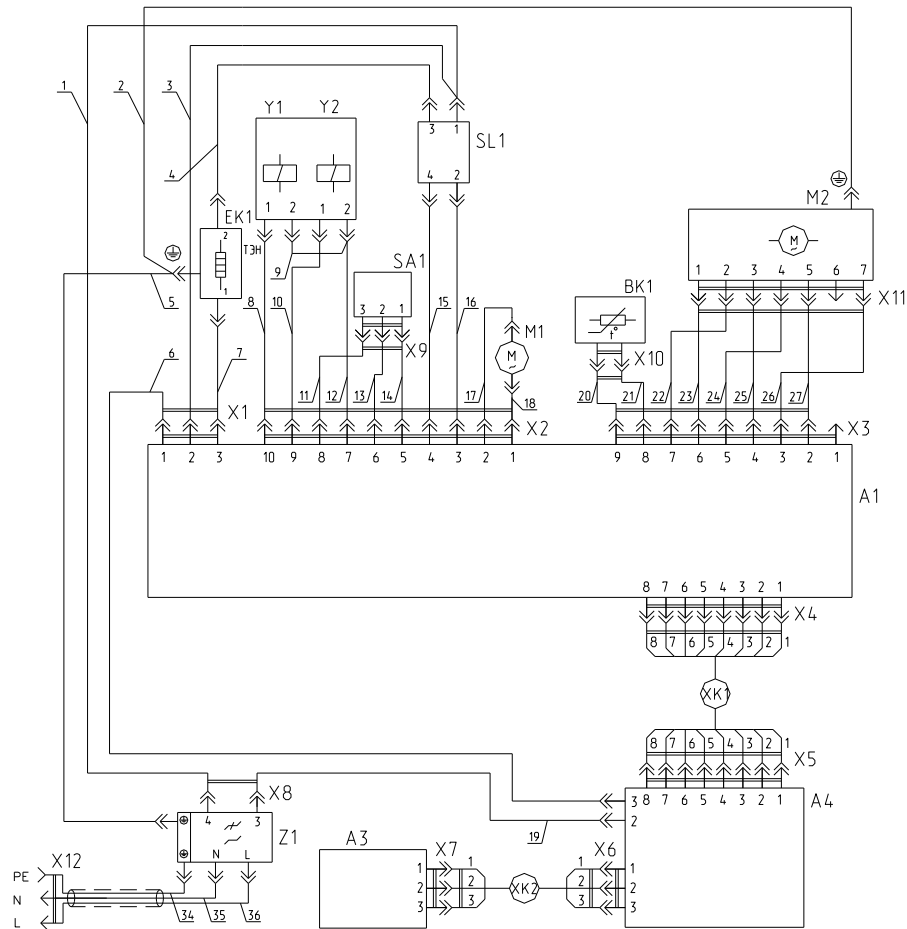 1 2 3
Y1 Y2
3 1
SL1
4
4 2
M2
EK1
1 2 1 2
2
ТЭН
M
SA1
1 2 3 4 5 6 7
1
9
BK1
X11
5
8 10
3 2 1
15 16
M1
t°
6 7
X9
M
X10
11 12 13 14
17
18
20 21 22 23 24 25 26 27
X1 X2 X3
1 2 3 10 9 8 7 6 5 4 3 2 1 9 8 7 6 5 4 3 2 1
A1
8 7 6 5 4 3 2 1
X4
8 7 6 5 4 3 2 1
XK1
8 7 6 5 4 3 2 1
X5
X8
3 8 7 6 5 4 3 2 1
A4
4 3
2
Z1
19
A3
X7 X6
N L
X12
1 1 1 1
PE
2 2 XK2 2 2
N
3 3 3 3
34 35 36
L